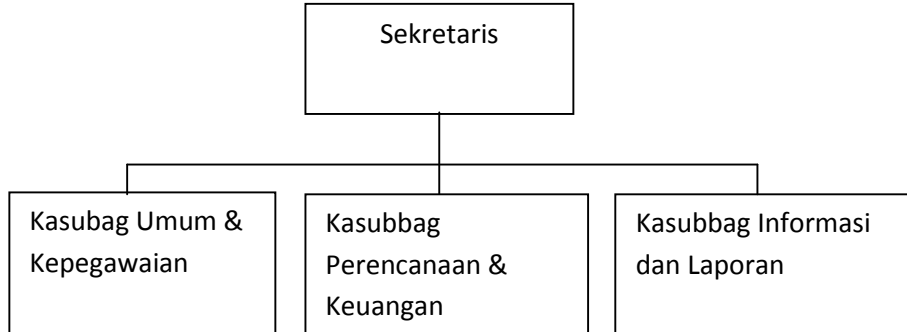 Sekretaris
Kasubag Umum &
Kepegawaian
Kasubbag
Perencanaan &
Keuangan
Kasubbag Informasi
dan Laporan